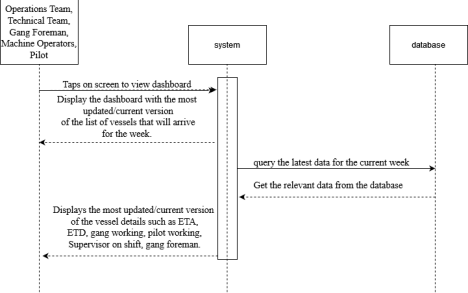 Operations Team,
Technical Team,
Gang Foreman,
Machine Operators,
Pilot
system
database
Taps on screen to view dashboard
Display the dashboard with the most
updated/current version
of the list of vessels that will arrive
for the week.
query the latest data for the current week
Get the relevant data from the database
Displays the most updated/current version
of the vessel details such as ETA,
ETD, gang working, pilot working,
Supervisor on shift, gang foreman.